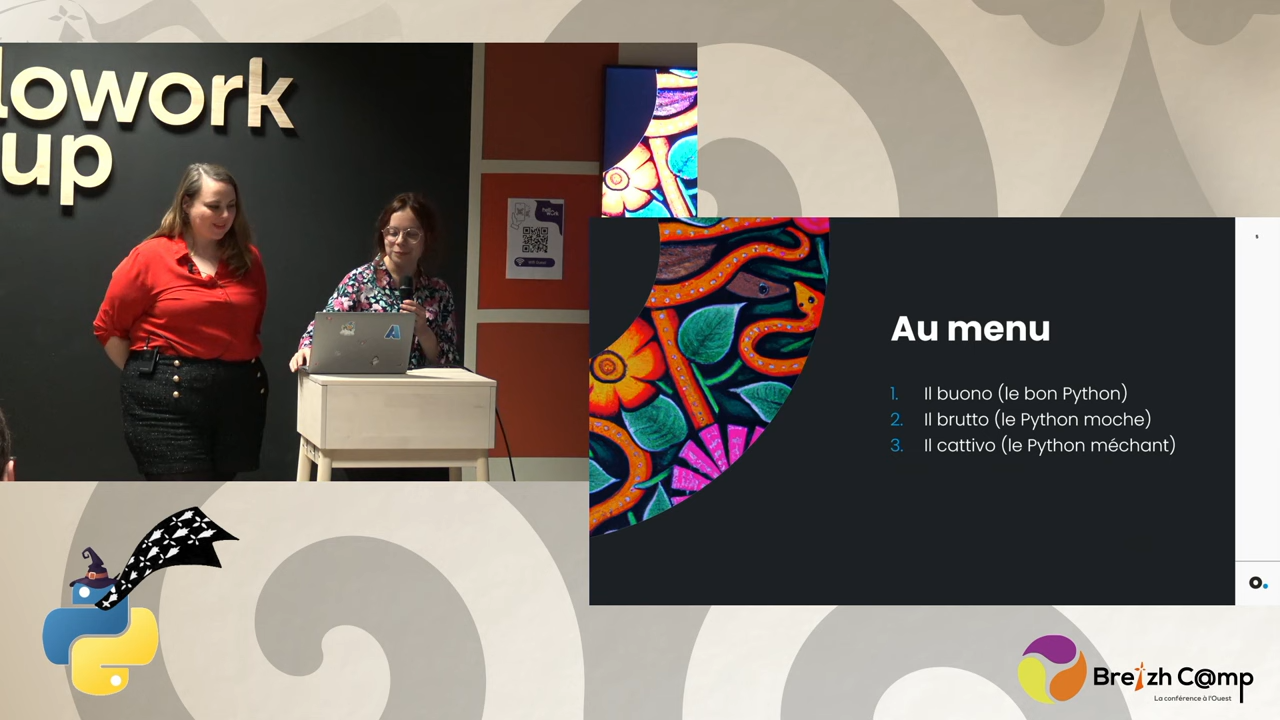 lowork
up
Au menu
1. Il buono (le bon Python)
2. Il brutto (le Python moche)
3. Il cattivo (le Python méchant)
o.
Breizh C@mp
La conférence à l'Ouest